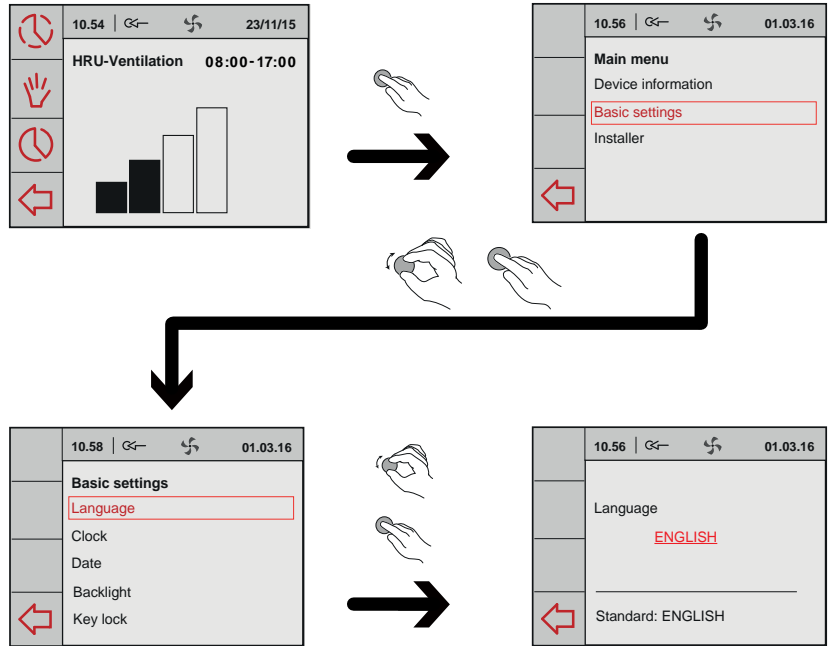 10.54 23/11/15
HRU-Ventilation 08:00-17:00
10.56 01.03.16
Main menu
Device information
Basic settings
Installer
10.58 01.03.16
Basic settings
Language
Clock
Date
Backlight
Key lock
10.56 01.03.16
Language
ENGLISH
Standard: ENGLISH